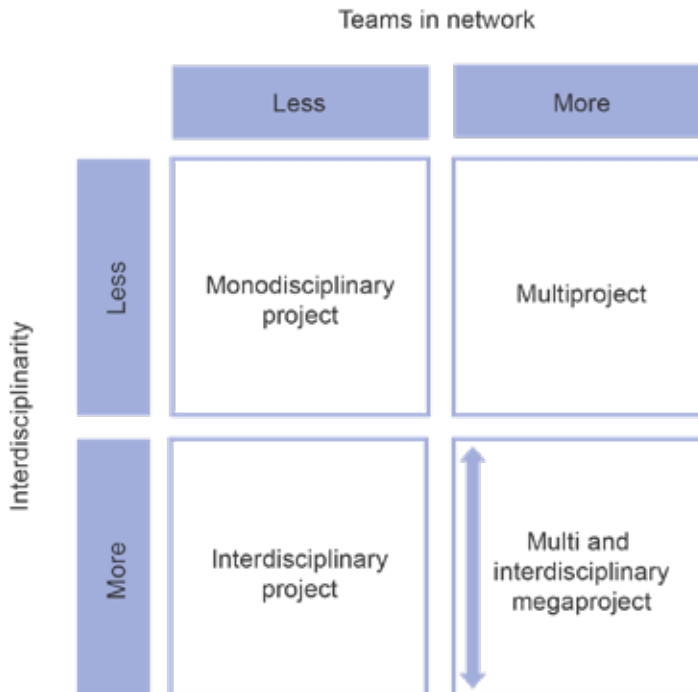 Teams in network
Less
More
Interdisciplinarity
Less
Monodisciplinary
project
Multiproject
More
Interdisciplinary
project
Multi and
interdisciplinary
megaproject